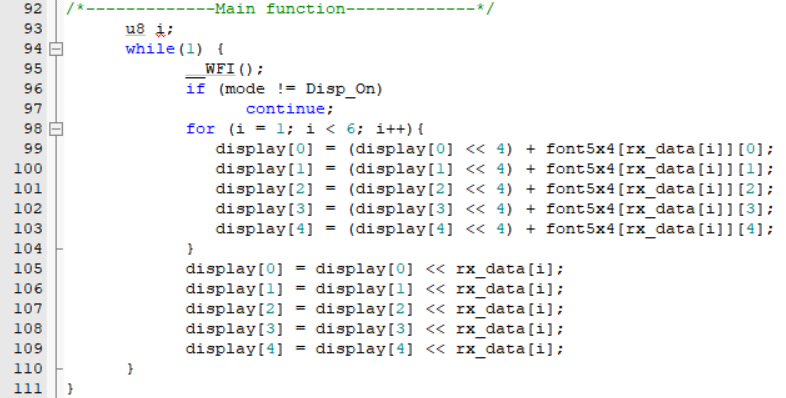 92 /*-------------Main function-------------*/
93 u8 i;
94 while(1) {
95 __WFI();
96 if (mode != Disp_On)
97 continue;
98 for (i = 1; i < 6; i++){
99 display[0] = (display[0] << 4) + font5x4[rx_data[i]][0];
100 display[1] = (display[1] << 4) + font5x4[rx_data[i]][1];
101 display[2] = (display[2] << 4) + font5x4[rx_data[i]][2];
102 display[3] = (display[3] << 4) + font5x4[rx_data[i]][3];
103 display[4] = (display[4] << 4) + font5x4[rx_data[i]][4];
104 }
105 display[0] = display[0] << rx_data[i];
106 display[1] = display[1] << rx_data[i];
107 display[2] = display[2] << rx_data[i];
108 display[3] = display[3] << rx_data[i];
109 display[4] = display[4] << rx_data[i];
110 }
111 }